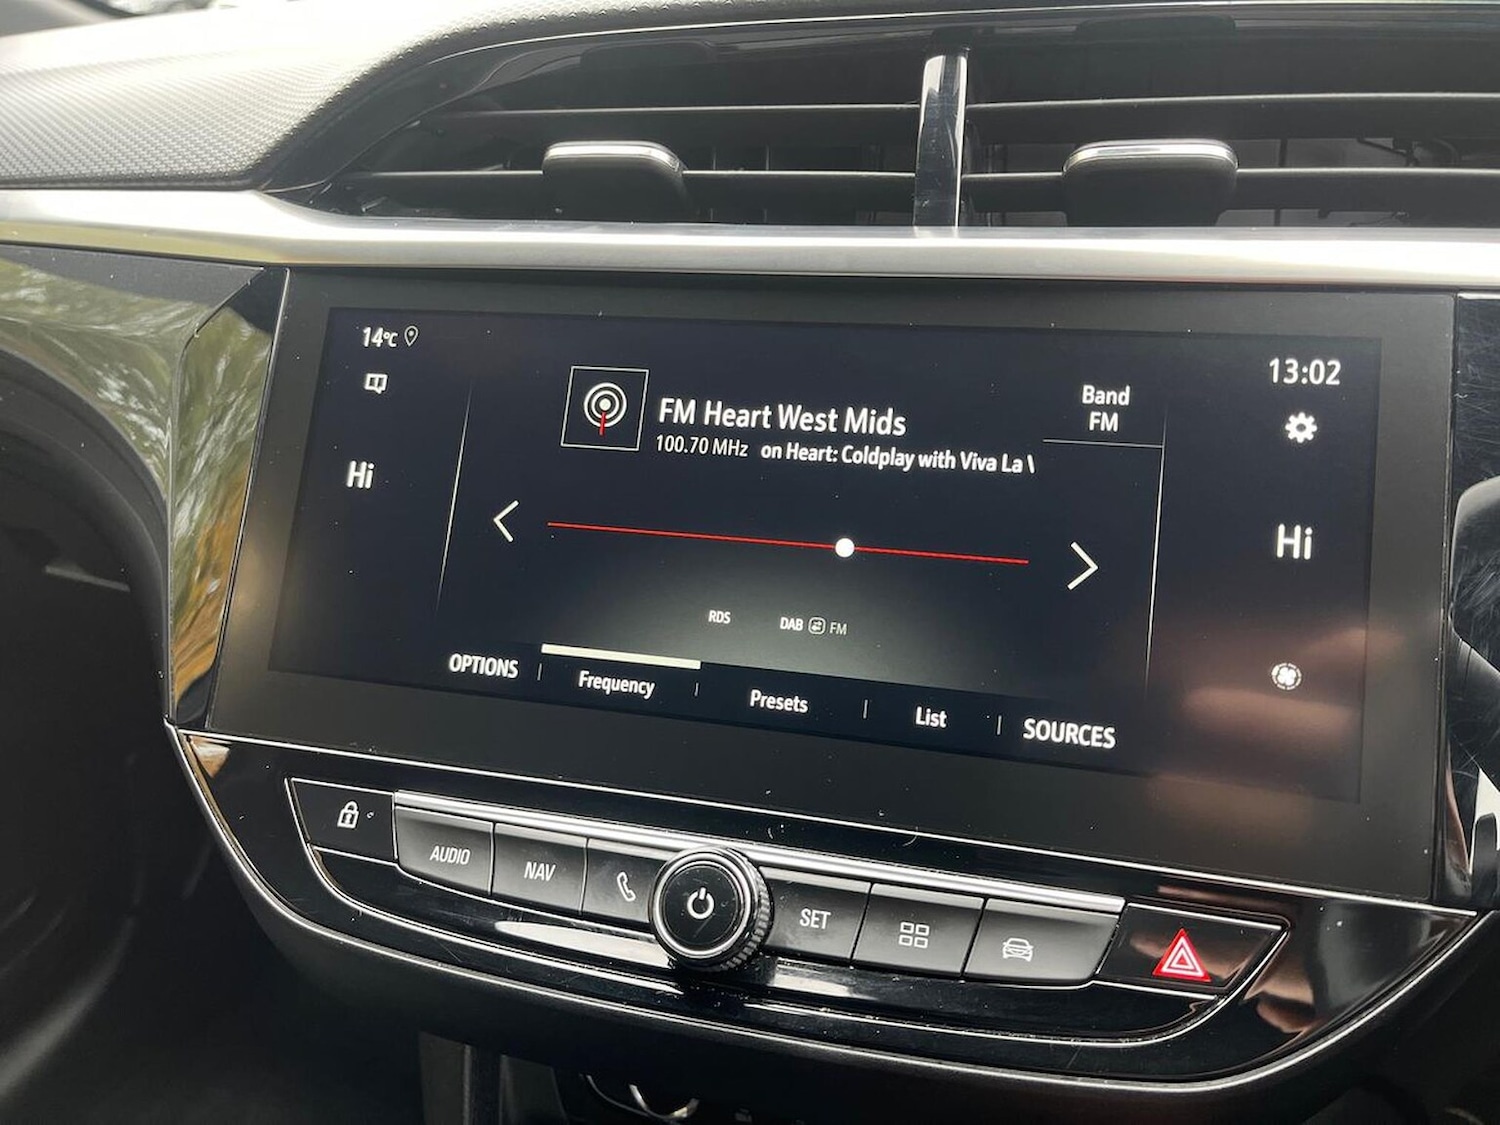 14°C
13:02
FM Heart West Mids
100.70 MHz on Heart: Coldplay with Viva La \
Band
FM
Hi
Hi
RDS
DAB FM
OPTIONS
Frequency
Presets
List
SOURCES
AUDIO
NAV
SET